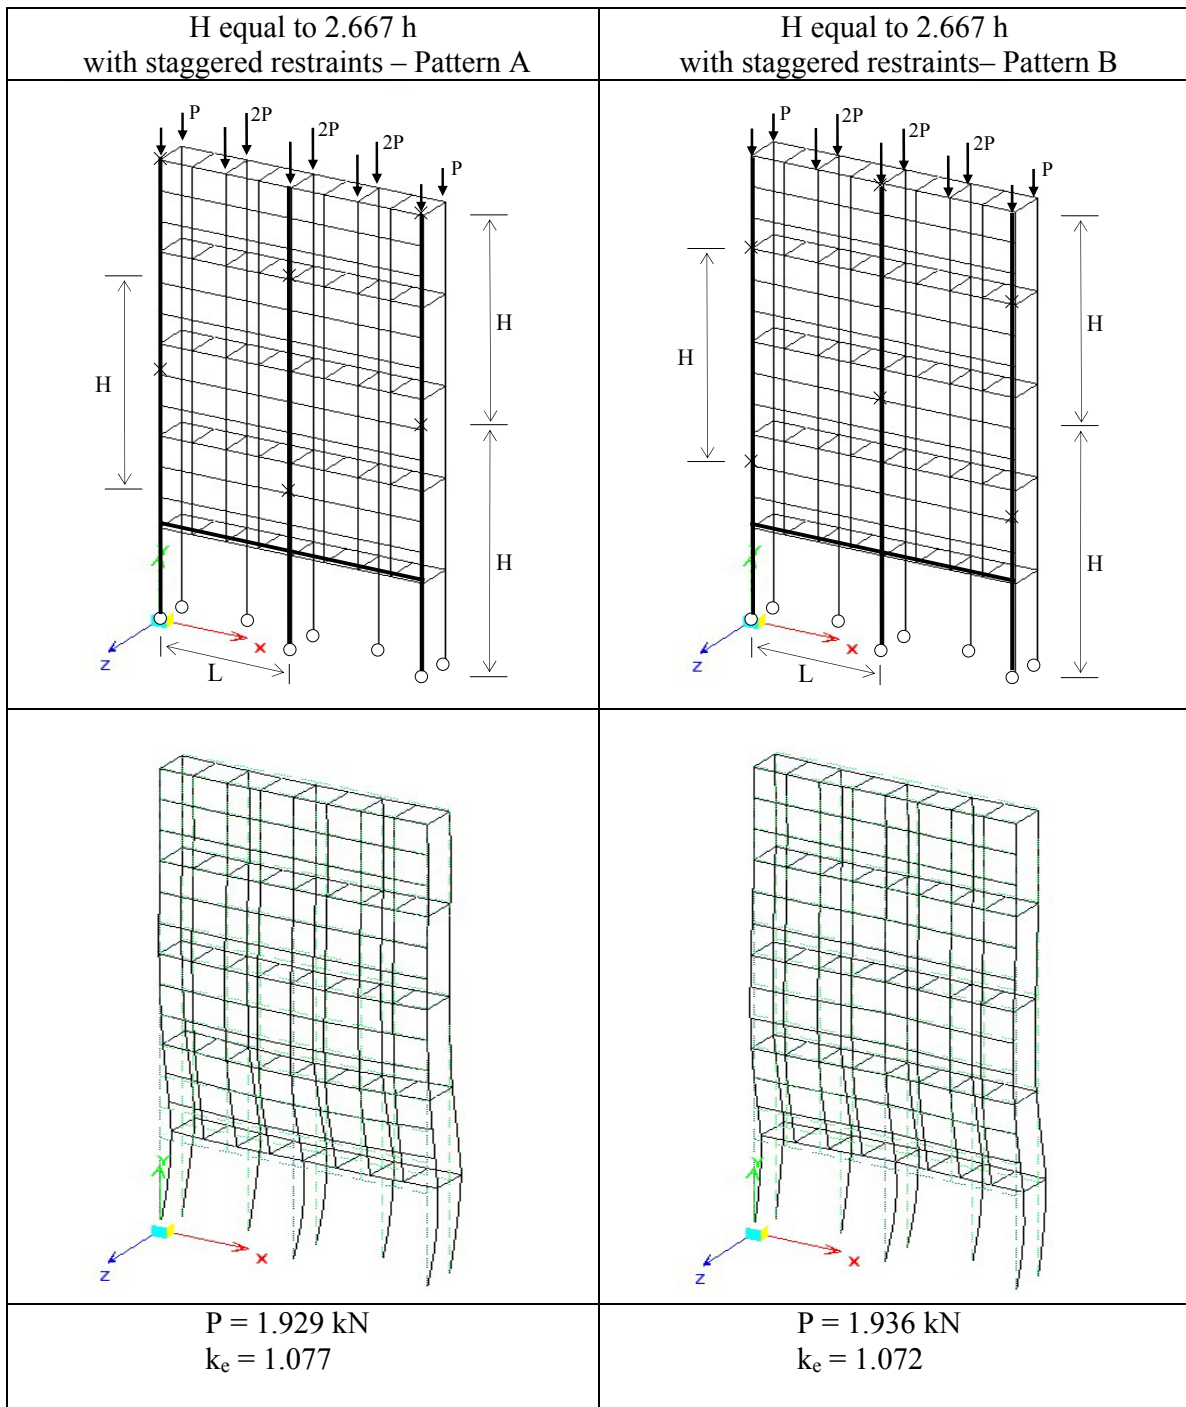 H equal to 2.667 h
with staggered restraints – Pattern A
H equal to 2.667 h
with staggered restraints– Pattern B
P
2P
2P
2P
P
H
H
H
Y
x
z
L
P
2P
2P
2P
P
H
H
H
Y
x
z
L
Y
x
z
Y
x
z
P = 1.929 kN
kₑ = 1.077
P = 1.936 kN
kₑ = 1.072